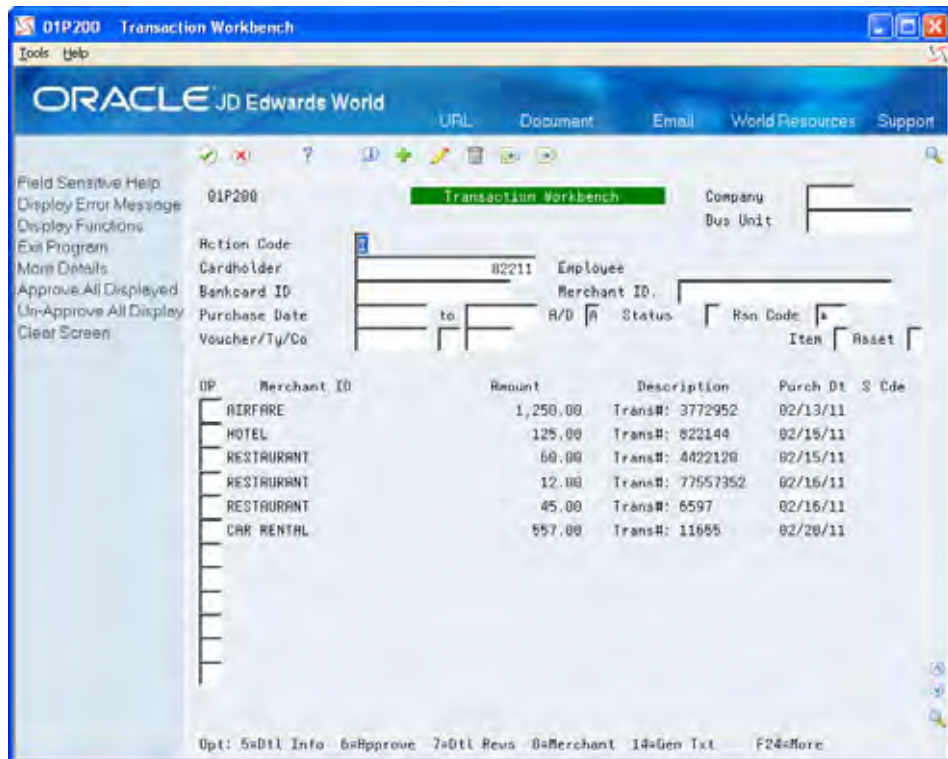 01P200 Transaction Workbench
Tools Help
ORACLE JD Edwards World
URL Document Email World Resources Support
Field Sensitive Help
Display Error Message
Display Functions
Exit Program
More Details
Approve All Displayed
Un-Approve All Display
Clear Screen
01P200 Transaction Workbench Company
Bus Unit
Action Code I
Cardholder 82211 Employee
Bankcard ID Merchant ID.
Purchase Date to A/D A Status Rsn Code *
Voucher/Ty/Co Item Asset
OP Merchant ID Amount Description Purch Dt S Cde
AIRFARE 1,250.00 Trans#: 3772952 02/13/11
HOTEL 125.00 Trans#: 822144 02/15/11
RESTAURANT 60.00 Trans#: 4422120 02/15/11
RESTAURANT 12.00 Trans#: 77557352 02/16/11
RESTAURANT 45.00 Trans#: 6597 02/16/11
CAR RENTAL 557.00 Trans#: 11655 02/20/11
Opt: 5=Dtl Info 6=Approve 7=Dtl Revs 8=Merchant 14=Gen Txt F24=More